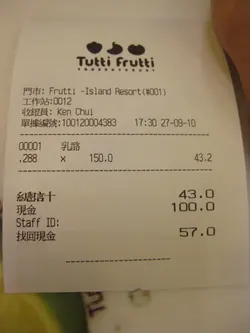 Tutti Frutti
門市: Frutti -Island Resort(#001)
工作站:0012
收銀員: Ken Chui
單據編號:100120004383 17:30 27-09-10
00001 乳酪
.288 x 150.0 43.2
總計 43.0
現金 100.0
Staff ID:
找回現金 57.0